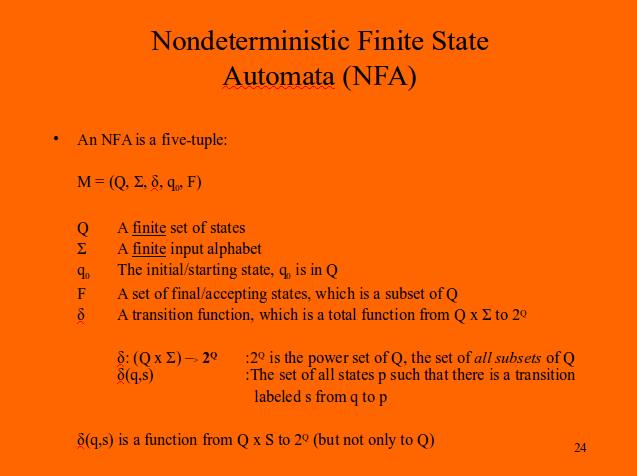 Nondeterministic Finite State
Automata (NFA)
• An NFA is a five-tuple:
M = (Q, Σ, δ, q₀, F)
Q A finite set of states
Σ A finite input alphabet
q₀ The initial/starting state, q₀ is in Q
F A set of final/accepting states, which is a subset of Q
δ A transition function, which is a total function from Q x Σ to 2^Q
δ: (Q x Σ) –> 2^Q :2^Q is the power set of Q, the set of all subsets of Q
δ(q,s) :The set of all states p such that there is a transition
labeled s from q to p
δ(q,s) is a function from Q x S to 2^Q (but not only to Q)
24